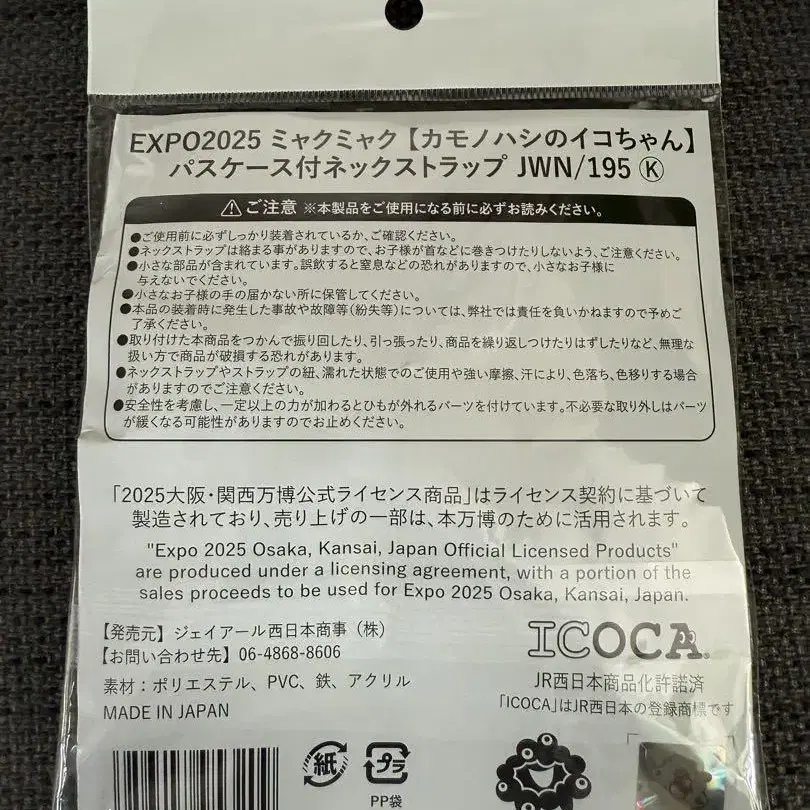 EXPO2025 ミャクミャク【カモノハシのイコちゃん】
パスケース付ネックストラップ JWN/195 Ⓚ
⚠ご注意 ※本製品をご使用になる前に必ずお読みください。
●ご使用前に必ずしっかり装着されているか、ご確認ください。
●ネックストラップは絡まる事がありますので、お子様が首などに巻きつけたりしないよう、ご注意ください。
●小さな部品が含まれています。誤飲すると窒息などの恐れがありますので、小さなお子様に
与えないでください。
●小さなお子様の手の届かない所に保管してください。
●本品の装着時に発生した事故や故障等(紛失等)については、弊社では責任を負いかねますので予めご
了承ください。
●取り付けた本商品をつかんで振り回したり、引っ張ったり、商品を繰り返しつけたりはずしたりなど、無理な
扱い方で商品が破損する恐れがあります。
●ネックストラップやストラップの紐、濡れた状態でのご使用や強い摩擦、汗により、色落ち、色移りする場合
がありますのでご注意ください。
●安全性を考慮し、一定以上の力が加わるとひもが外れるパーツを付けています。不必要な取り外しはパーツ
が緩くなる可能性がありますのでお止めください。
「2025大阪・関西万博公式ライセンス商品」はライセンス契約に基づいて
製造されており、売り上げの一部は、本万博のために活用されます。
"Expo 2025 Osaka, Kansai, Japan Official Licensed Products"
are produced under a licensing agreement, with a portion of the
sales proceeds to be used for Expo 2025 Osaka, Kansai, Japan.
【発売元】ジェイアール西日本商事(株)
【お問い合わせ先】06-4868-8606
素材:ポリエステル、PVC、鉄、アクリル
MADE IN JAPAN
ICOCA
JR西日本商品化許諾済
「ICOCA」はJR西日本の登録商標です
紙
プラ
PP袋